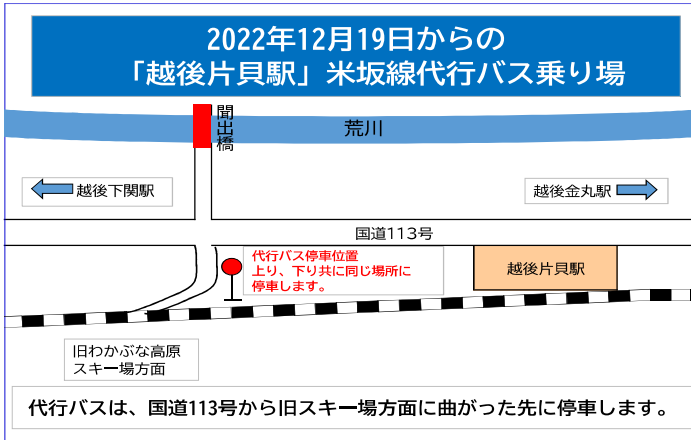 2022年12月19日からの
「越後片貝駅」米坂線代行バス乗り場
聞出橋
荒川
越後下関駅
越後金丸駅
国道113号
代行バス停車位置
上り、下り共に同じ場所に
停車します。
越後片貝駅
旧わかぶな高原
スキー場方面
代行バスは、国道113号から旧スキー場方面に曲がった先に停車します。